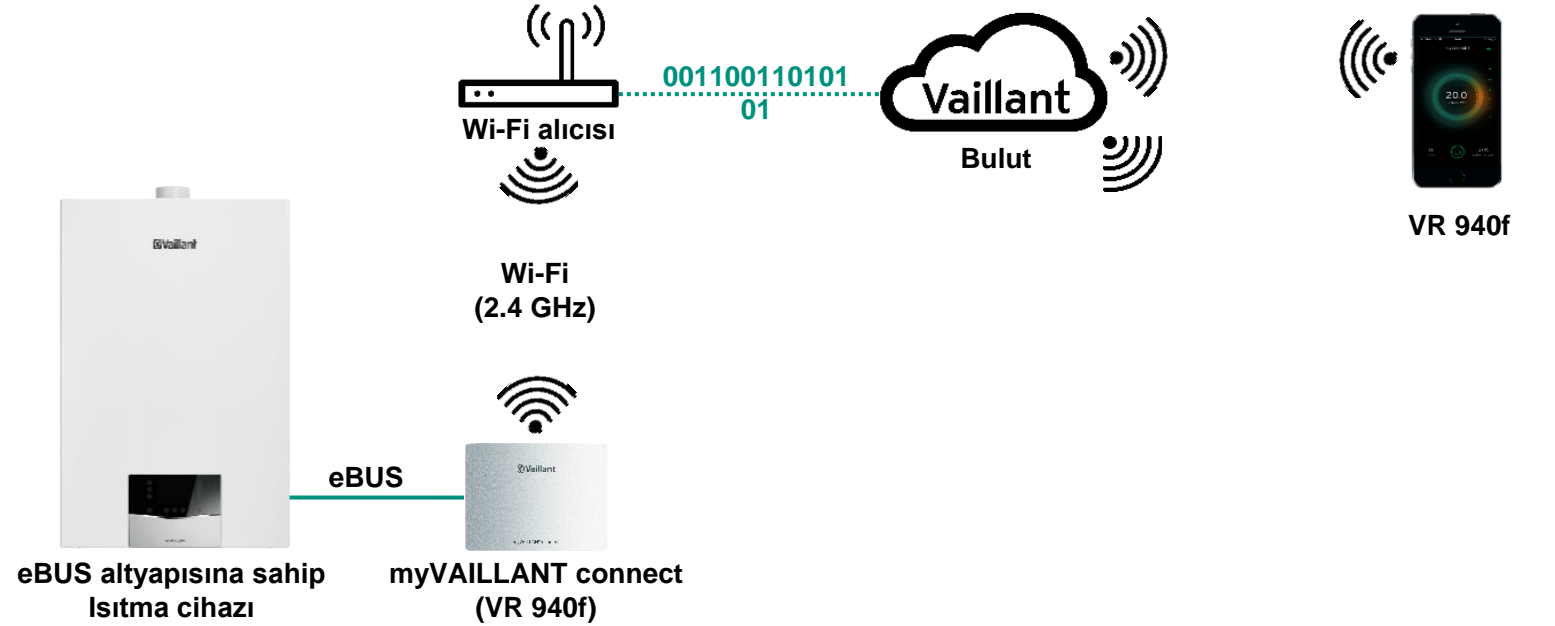 001100110101
01
Vaillant
Wi-Fi alıcısı
Bulut
20.0
VR 940f
Vaillant
Wi-Fi
(2.4 GHz)
eBUS
Vaillant
eBUS altyapısına sahip
Isıtma cihazı
myVAILLANT connect
(VR 940f)